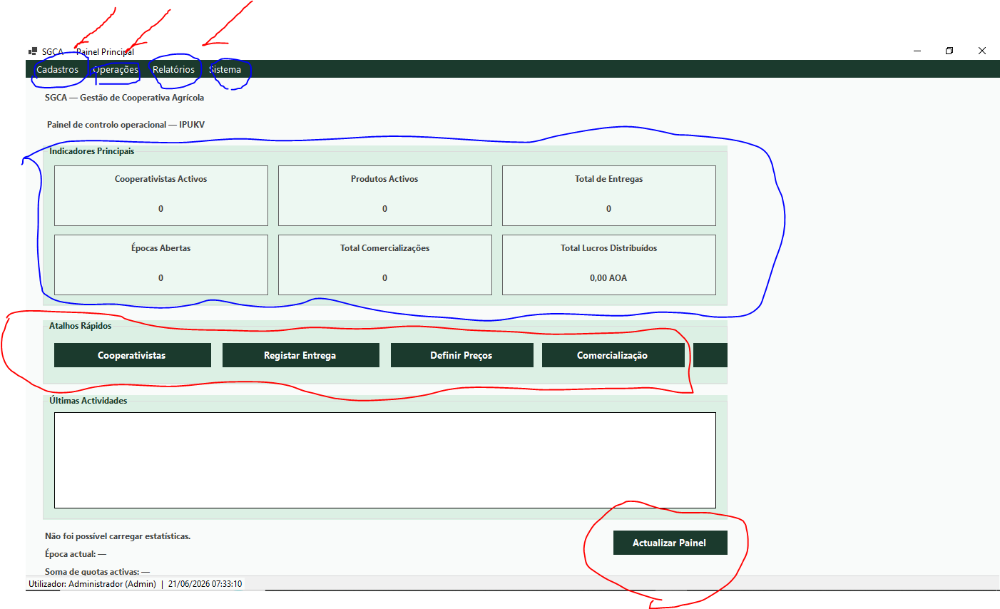 SGCA — Painel Principal
Cadastros Operações Relatórios Sistema
SGCA — Gestão de Cooperativa Agrícola
Painel de controlo operacional — IPUKV
Indicadores Principais
Cooperativistas Activos Produtos Activos Total de Entregas
0 0 0
Épocas Abertas Total Comercializações Total Lucros Distribuídos
0 0 0,00 AOA
Atalhos Rápidos
Cooperativistas Registar Entrega Definir Preços Comercialização
Últimas Actividades
Não foi possível carregar estatísticas.
Actualizar Painel
Época actual: —
Soma de quotas activas: —
Utilizador: Administrador (Admin) | 21/06/2026 07:33:10